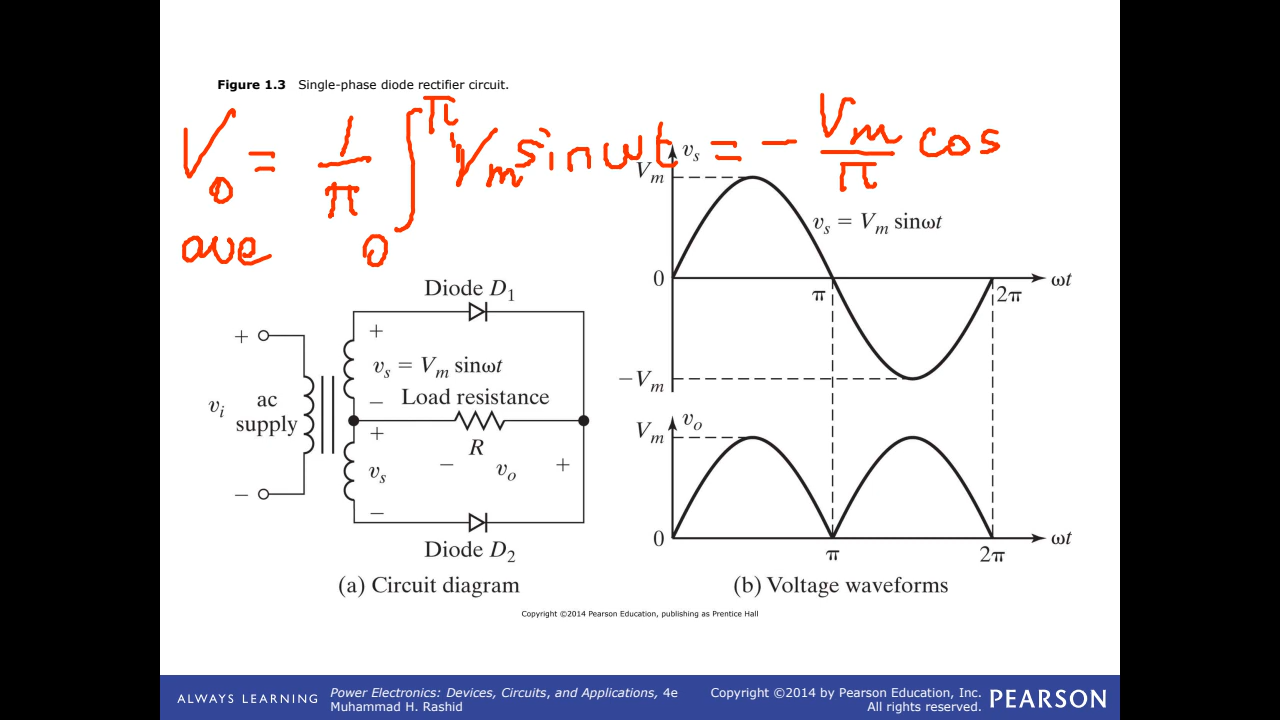 Figure 1.3 Single-phase diode rectifier circuit.
V₀ = 1/π ∫ π Vm sinωt = - Vm/π cos
ave 0
Vm vs
vs = Vm sinωt
0 π 2π ωt
−Vm
Diode D1
+ +
vs = Vm sinωt
vi ac
supply
− Load resistance
+ R
vs − vo +
− −
Diode D2
vo
Vm
0 π 2π ωt
(a) Circuit diagram
(b) Voltage waveforms
Copyright ©2014 Pearson Education, publishing as Prentice Hall
ALWAYS LEARNING
Power Electronics: Devices, Circuits, and Applications, 4e
Muhammad H. Rashid
Copyright ©2014 by Pearson Education, Inc.
All rights reserved.
PEARSON